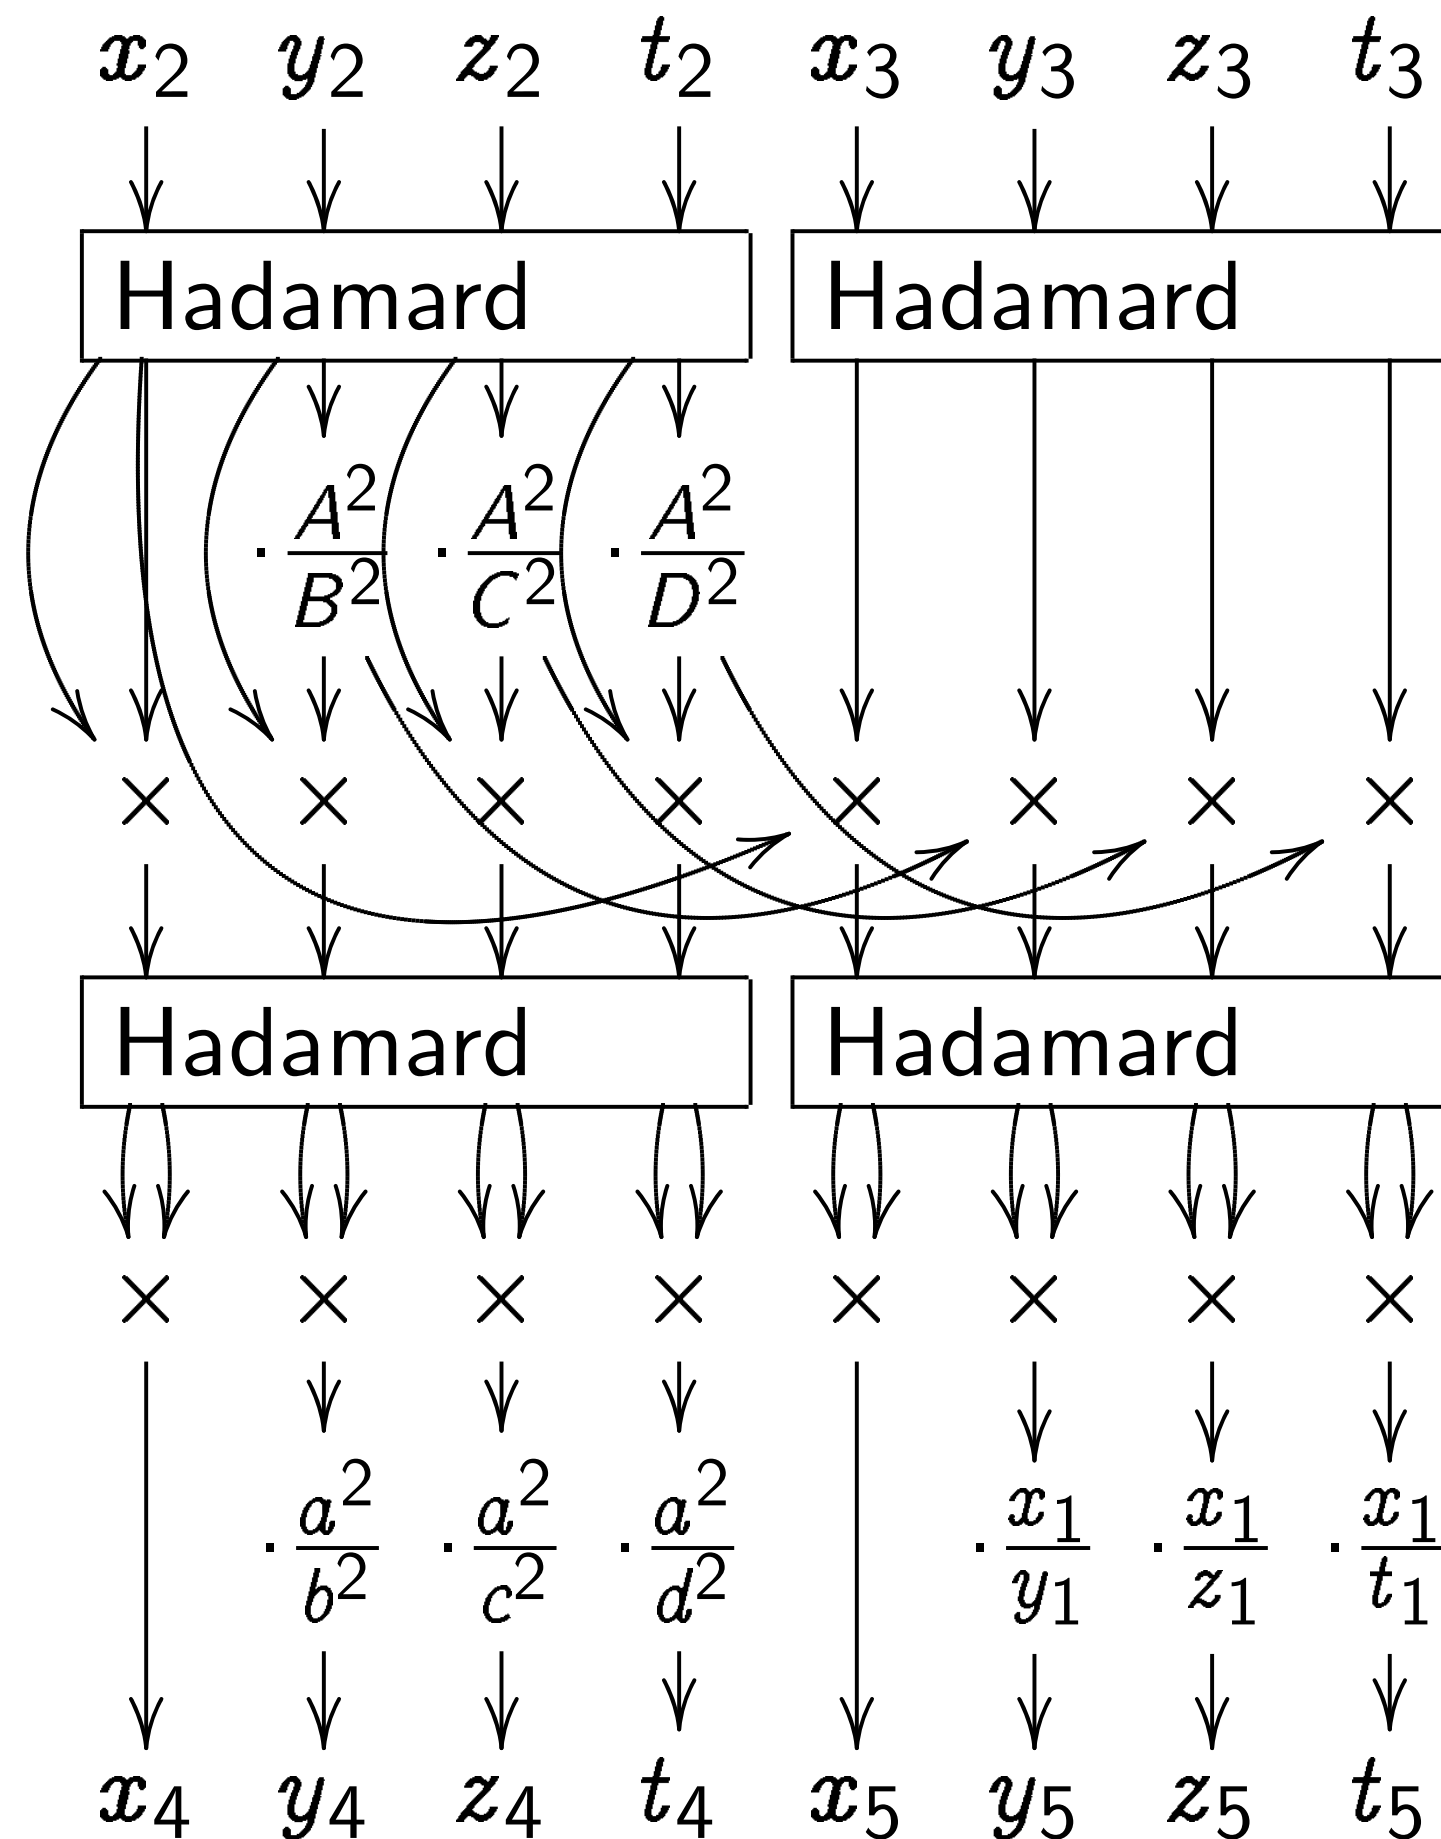 x₂ y₂ z₂ t₂ x₃ y₃ z₃ t₃
Hadamard Hadamard
· A²/B² · A²/C² · A²/D²
× × × × × × × ×
Hadamard Hadamard
× × × × × × × ×
· a²/b² · a²/c² · a²/d² · x₁/y₁ · x₁/z₁ · x₁/t₁
x₄ y₄ z₄ t₄ x₅ y₅ z₅ t₅